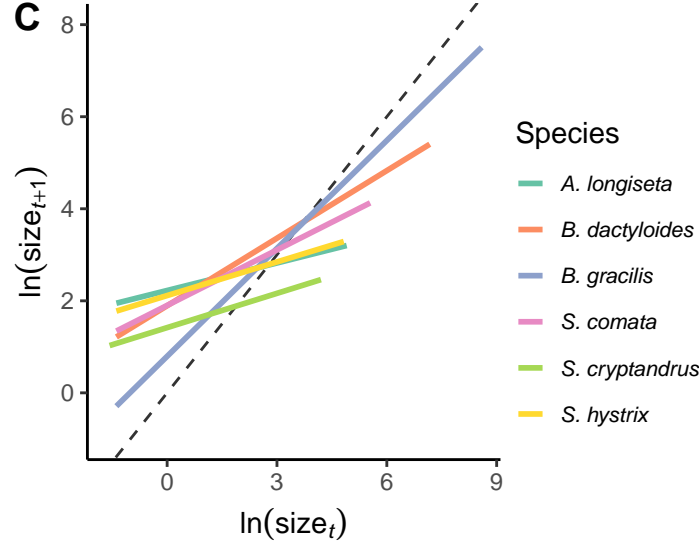 C
8
6
4
2
0
ln(size_{t+1})
0
3
6
9
ln(size_t)
Species
A. longiseta
B. dactyloides
B. gracilis
S. comata
S. cryptandrus
S. hystrix